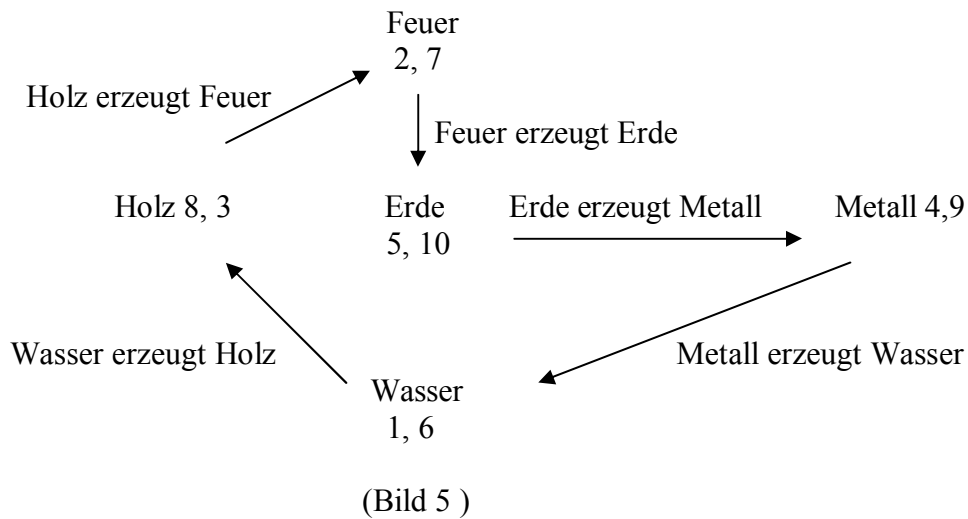 Feuer
2, 7
Holz erzeugt Feuer
Feuer erzeugt Erde
Holz 8, 3
Erde
5, 10
Erde erzeugt Metall
Metall 4,9
Wasser erzeugt Holz
Metall erzeugt Wasser
Wasser
1, 6
(Bild 5 )